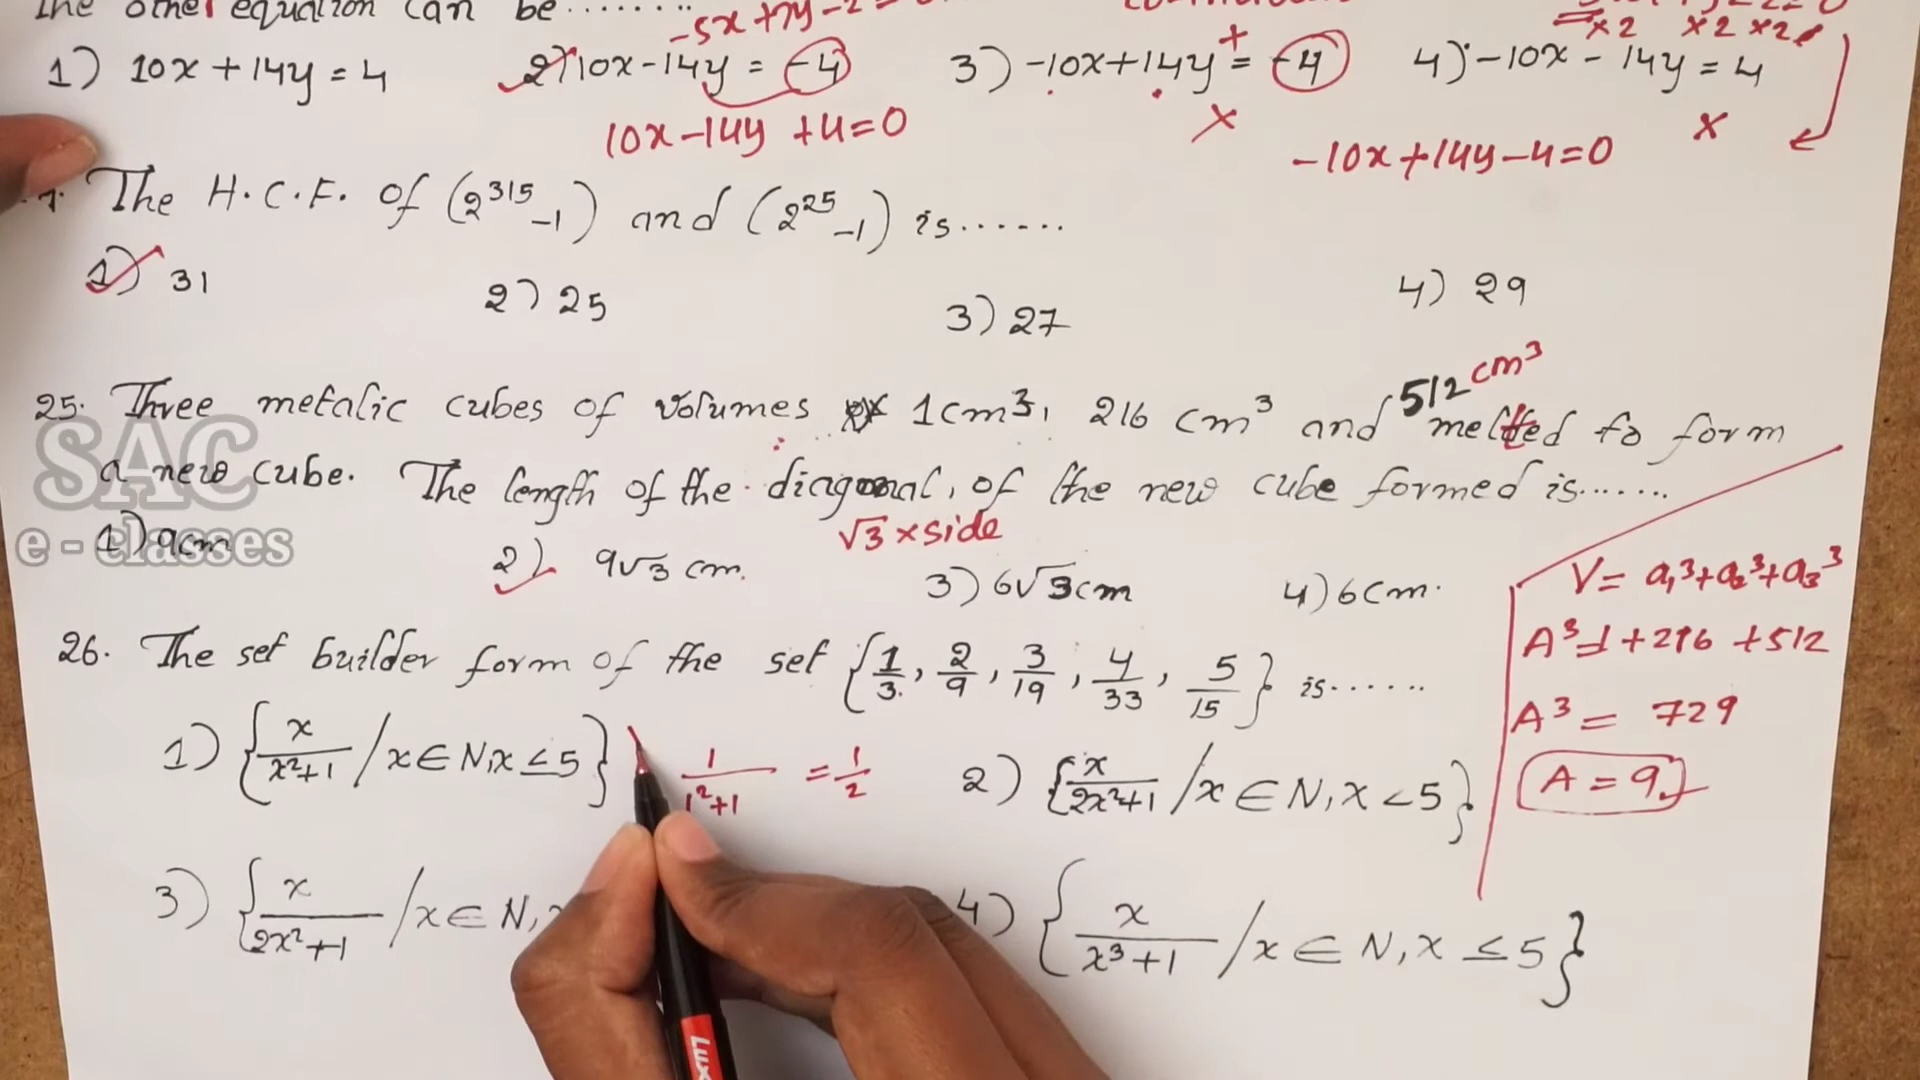 The other equation can be........
-5x+7y-2=0
×2 ×2 ×2
1) 10x+14y=4 2) 10x-14y=-4 3) -10x+14y=-4 4) -10x-14y=4
+
10x-14y+4=0 × ×
-10x+14y-4=0
The H.C.F. of (2^315-1) and (2^25-1) is......
1) 31 2) 25 3) 27 4) 29
25. Three metalic cubes of volumes 1cm³, 216 cm³ and 512 cm³ melted to form
a new cube. The length of the diagonal, of the new cube formed is.......
√3×side
1) 9cm 2) 9√3 cm. 3) 6√3cm 4) 6cm.
V=a₁³+a₂³+a₃³
A³=1+216+512
A³=729
A=9
26. The set builder form of the set {1/3, 2/9, 3/19, 4/33, 5/15} is......
1) {x/x²+1 /x∈N,x≤5} 1/1²+1 =1/2 2) {x/2x²+1 /x∈N,x<5}
3) {x/2x²+1 /x∈N, 4) {x/x³+1 /x∈N,x≤5}
SAC
e-classes
Lux